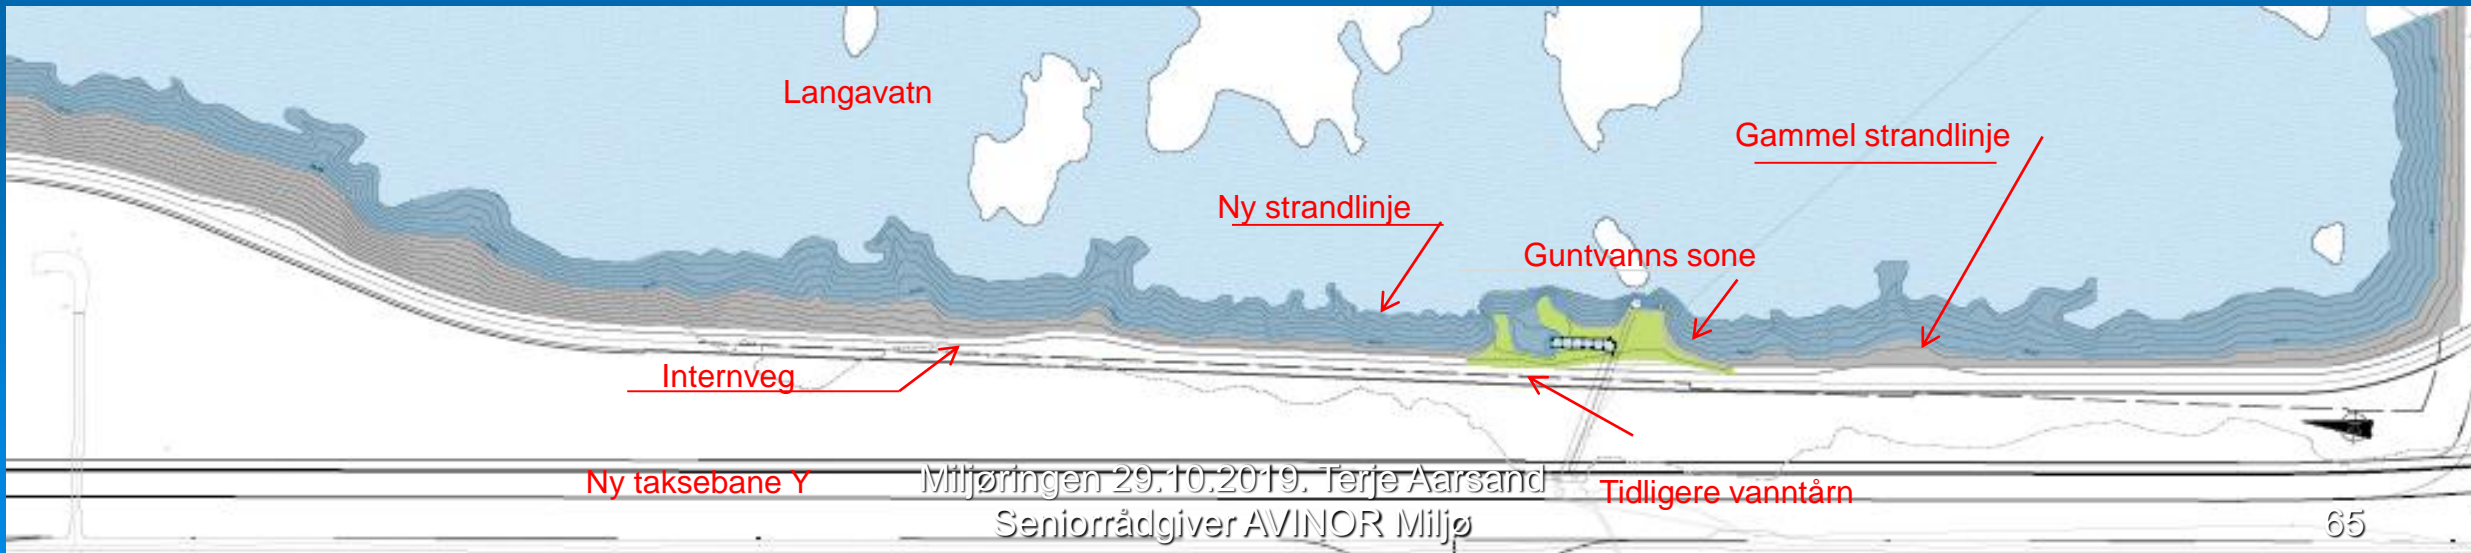 Langavatn
Gammel strandlinje
Ny strandlinje
Guntvanns sone
Internveg
Ny taksebane Y
Miljøringen 29.10.2019. Terje Aarsand
Seniorrådgiver AVINOR Miljø
Tidligere vanntårn
65